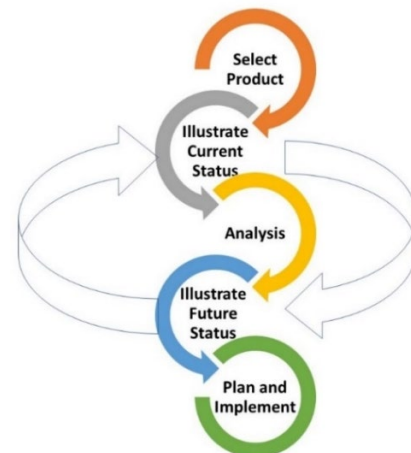 Select
Product
Illustrate
Current
Status
Analysis
Illustrate
Future
Status
Plan and
Implement